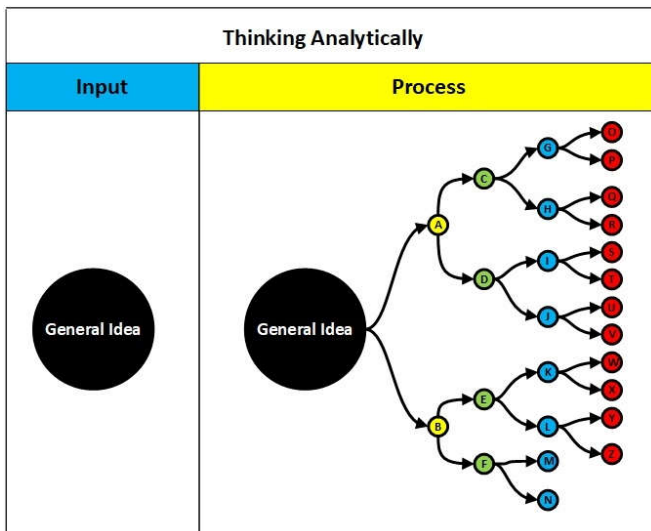 Thinking Analytically
Input
Process
General Idea
General Idea
A
B
C
D
E
F
G
H
I
J
K
L
M
N
O
P
Q
R
S
T
U
V
W
X
Y
Z